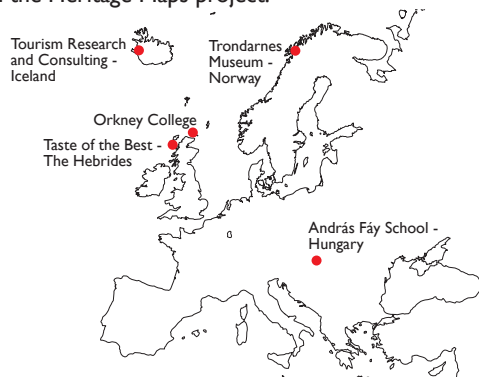 the Heritage Maps project.
Tourism Research
and Consulting -
Iceland
Trondarnes
Museum -
Norway
Orkney College
Taste of the Best -
The Hebrides
András Fáy School -
Hungary